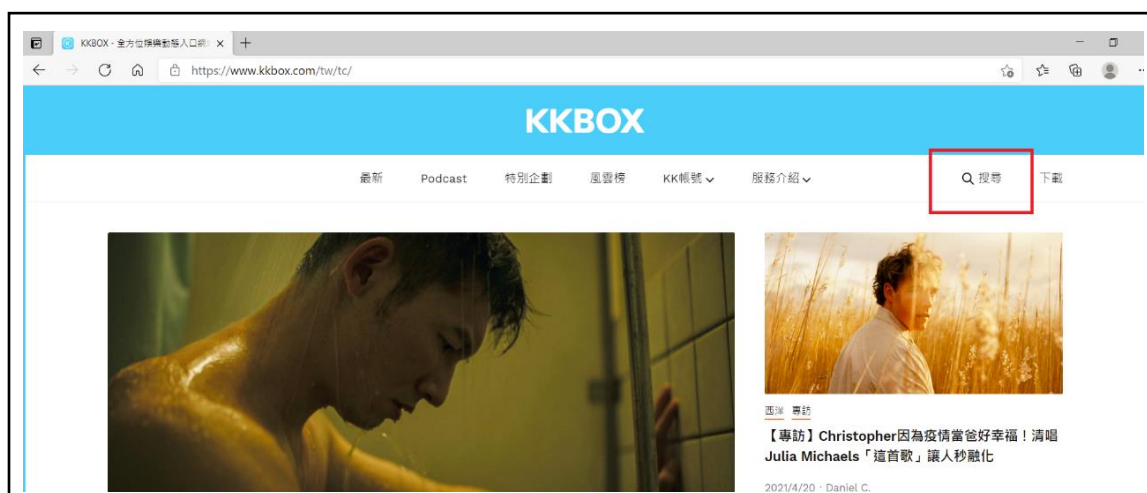 KKBOX - 全方位娛樂動態入口網
https://www.kkbox.com/tw/tc/
KKBOX
最新 Podcast 特別企劃 風雲榜 KK帳號 服務介紹 搜尋 下載
西洋 專訪
【專訪】Christopher因為疫情當爸好幸福！清唱
Julia Michaels「這首歌」讓人秒融化
2021/4/20 · Daniel C.